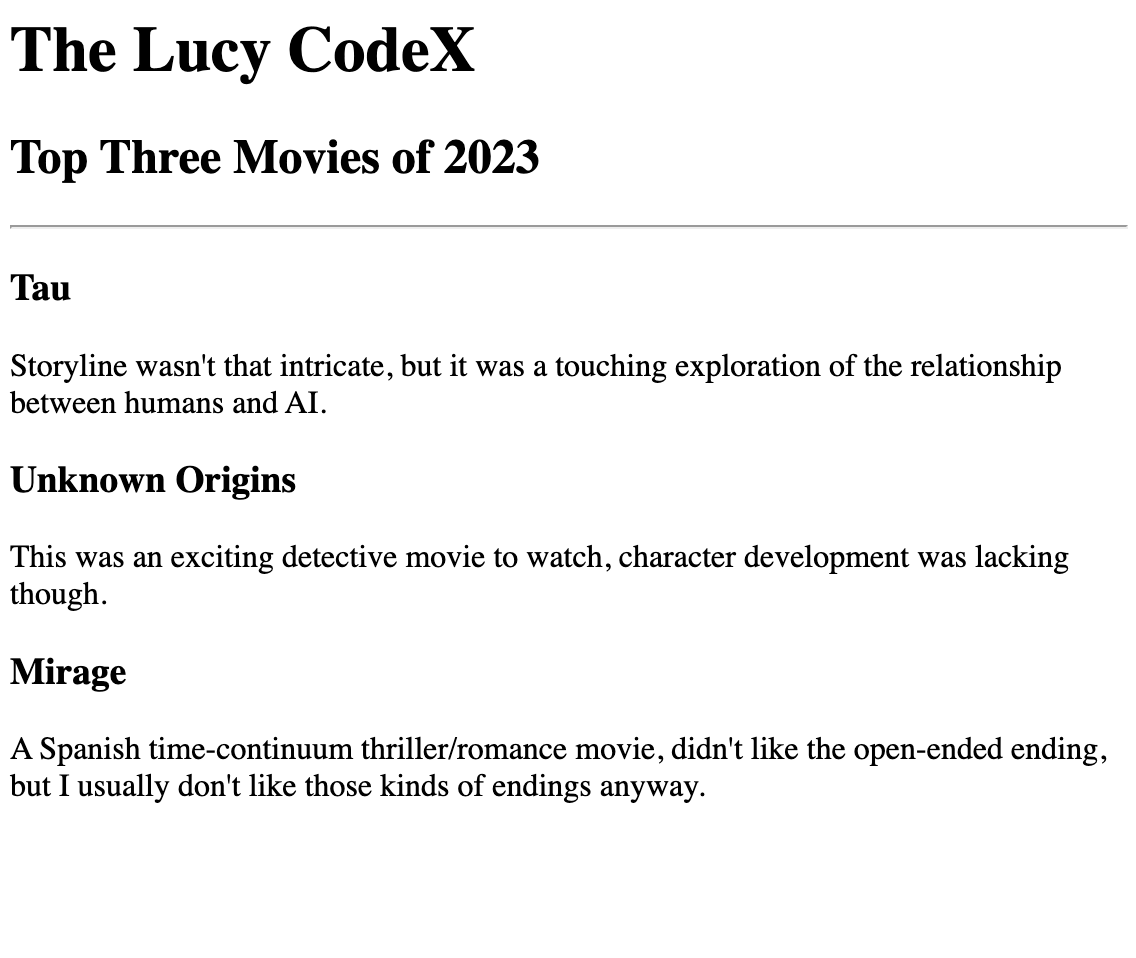 The Lucy CodeX
Top Three Movies of 2023
Tau
Storyline wasn't that intricate, but it was a touching exploration of the relationship
between humans and AI.
Unknown Origins
This was an exciting detective movie to watch, character development was lacking
though.
Mirage
A Spanish time-continuum thriller/romance movie, didn't like the open-ended ending,
but I usually don't like those kinds of endings anyway.